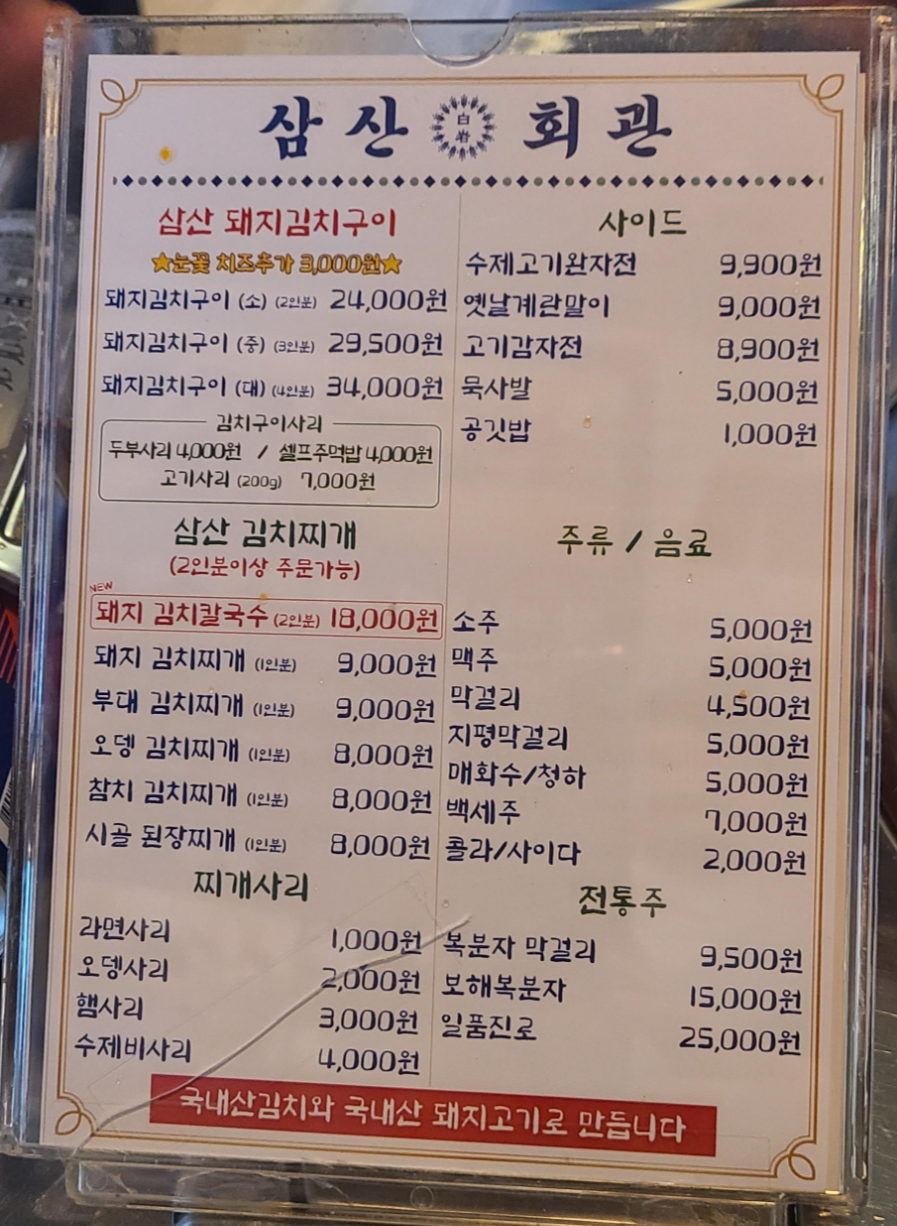 삼산 白岩 회관
삼산 돼지김치구이
★눈꽃 치즈추가 3,000원★
돼지김치구이 (소) (2인분) 24,000원
돼지김치구이 (중) (3인분) 29,500원
돼지김치구이 (대) (4인분) 34,000원
김치구이사리
두부사리 4,000원 / 셀프주먹밥 4,000원
고기사리 (200g) 7,000원
삼산 김치찌개
(2인분이상 주문가능)
NEW
돼지 김치칼국수 (2인분) 18,000원
돼지 김치찌개 (1인분) 9,000원
부대 김치찌개 (1인분) 9,000원
오뎅 김치찌개 (1인분) 8,000원
참치 김치찌개 (1인분) 8,000원
시골 된장찌개 (1인분) 8,000원
찌개사리
라면사리 1,000원
오뎅사리 2,000원
햄사리 3,000원
수제비사리 4,000원
사이드
수제고기완자전 9,900원
옛날계란말이 9,000원
고기감자전 8,900원
묵사발 5,000원
공깃밥 1,000원
주류 / 음료
소주 5,000원
맥주 5,000원
막걸리 4,500원
지평막걸리 5,000원
매화수/청하 5,000원
백세주 7,000원
콜라/사이다 2,000원
전통주
복분자 막걸리 9,500원
보해복분자 15,000원
일품진로 25,000원
국내산김치와 국내산 돼지고기로 만듭니다